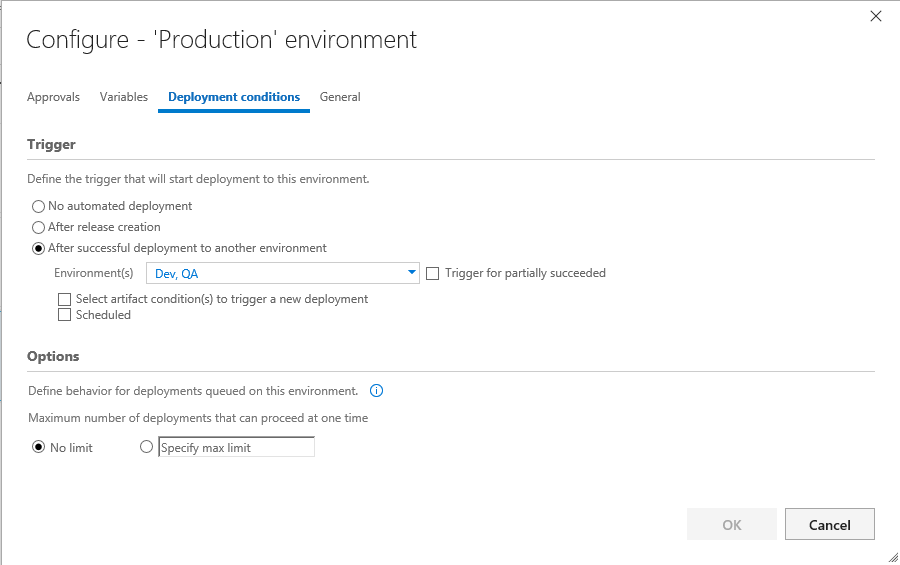 Configure - 'Production' environment
Approvals Variables Deployment conditions General
Trigger
Define the trigger that will start deployment to this environment.
No automated deployment
After release creation
After successful deployment to another environment
Environment(s) Dev, QA Trigger for partially succeeded
Select artifact condition(s) to trigger a new deployment
Scheduled
Options
Define behavior for deployments queued on this environment.
Maximum number of deployments that can proceed at one time
No limit Specify max limit
OK Cancel